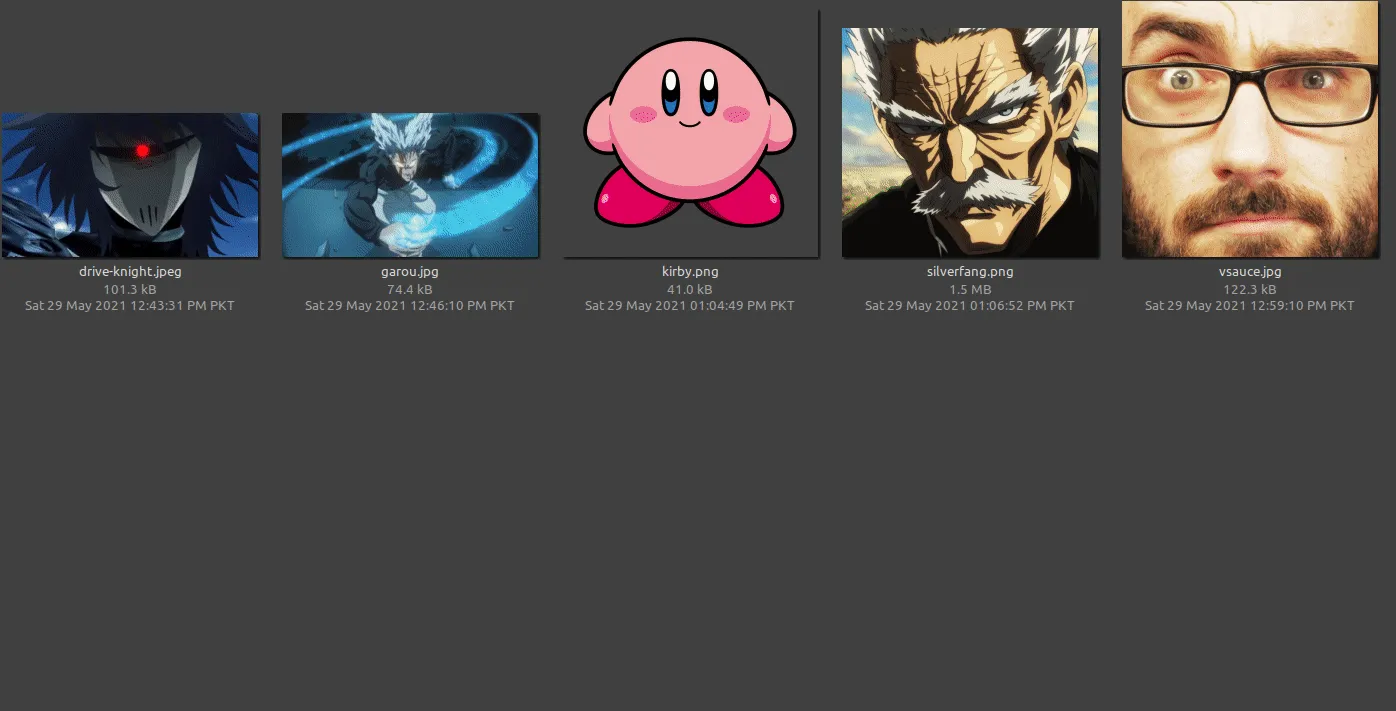 drive-knight.jpeg
101.3 kB
Sat 29 May 2021 12:43:31 PM PKT
garou.jpg
74.4 kB
Sat 29 May 2021 12:46:10 PM PKT
kirby.png
41.0 kB
Sat 29 May 2021 01:04:49 PM PKT
silverfang.png
1.5 MB
Sat 29 May 2021 01:06:52 PM PKT
vsauce.jpg
122.3 kB
Sat 29 May 2021 12:59:10 PM PKT